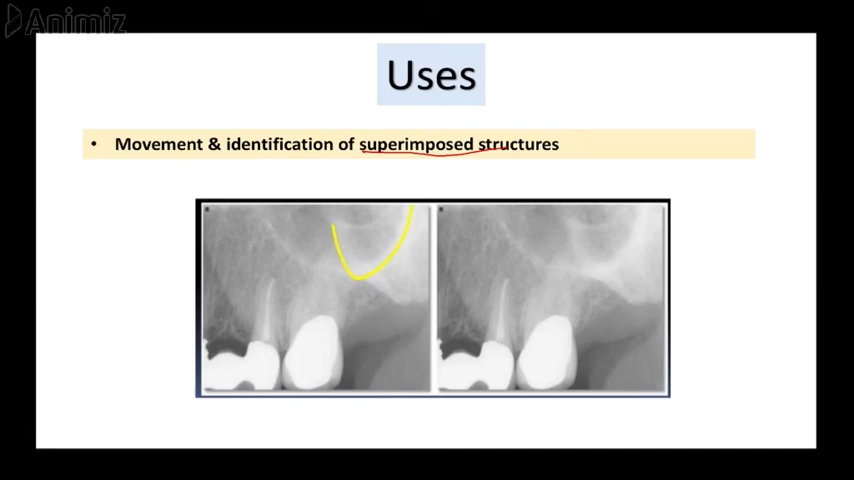 Animiz
Uses
• Movement & identification of superimposed structures